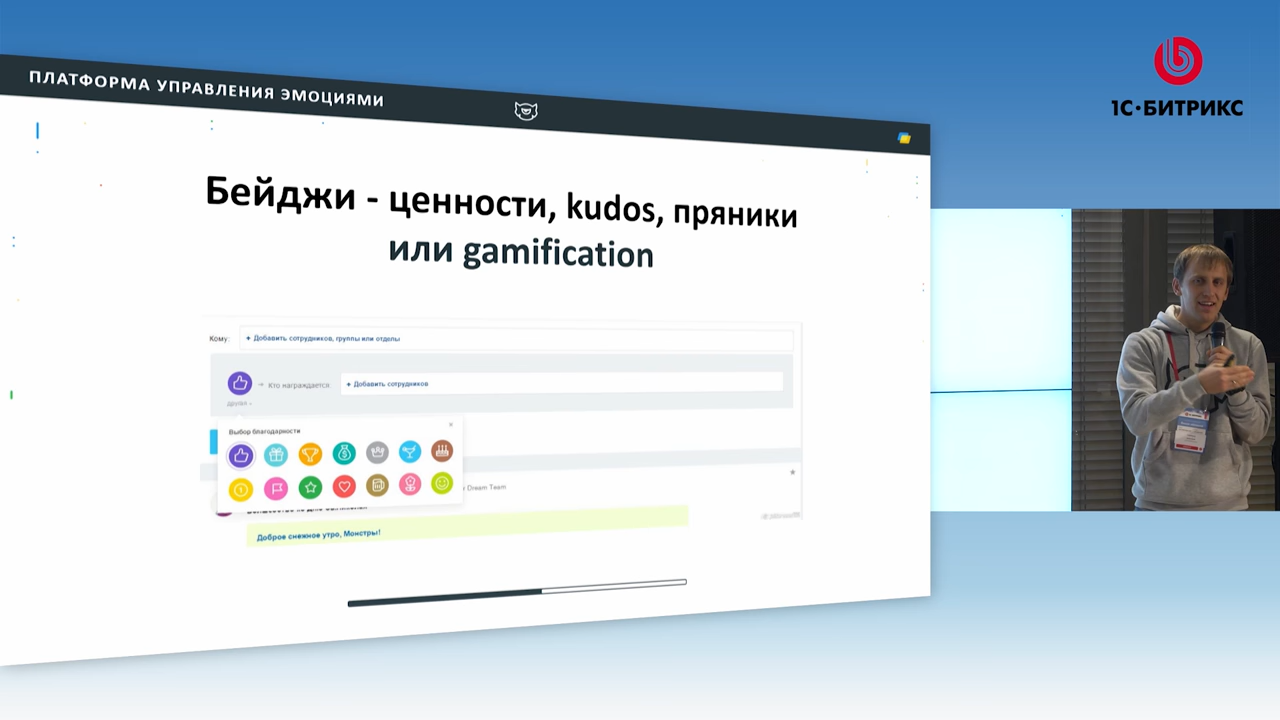 ПЛАТФОРМА УПРАВЛЕНИЯ ЭМОЦИЯМИ
1С·БИТРИКС
Бейджи - ценности, kudos, пряники
или gamification
Кому:
+ Добавить сотрудников, группы или отделы
Кто награждается:
+ Добавить сотрудников
другая
Выбор благодарности
Dream Team
Доброе снежное утро, Монстры!